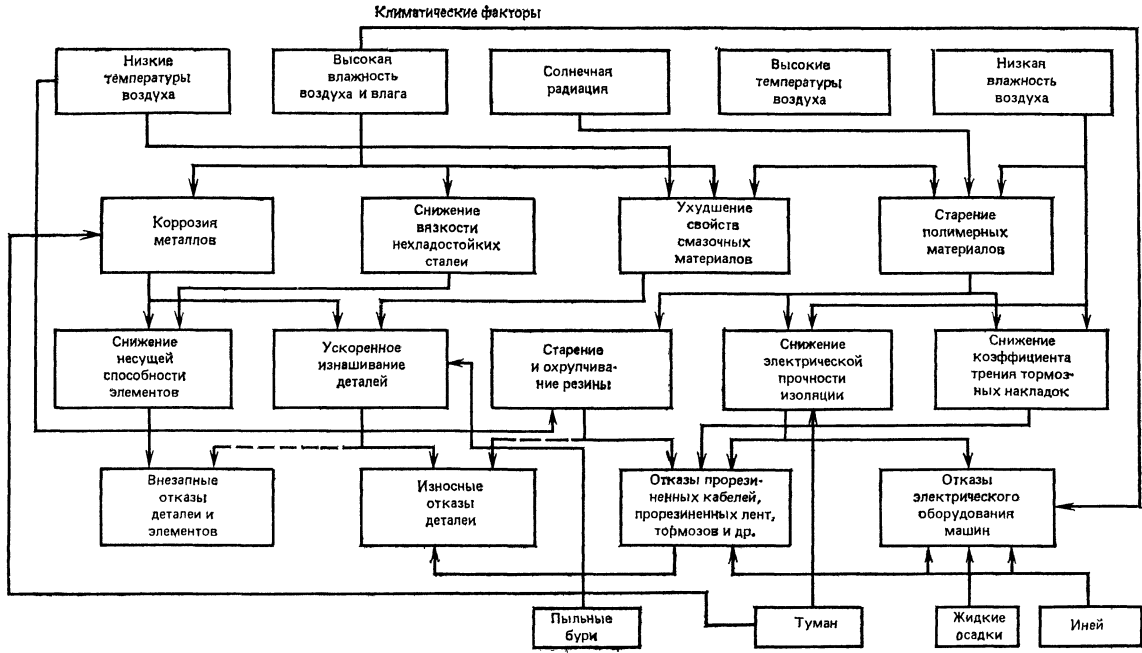 Климатические факторы
Низкие
температуры
воздуха
Высокая
влажность
воздуха и влага
Солнечная
радиация
Высокие
температуры
воздуха
Низкая
влажность
воздуха
Коррозия
металлов
Снижение
вязкости
нехладостойких
сталеи
Ухудшение
свойств
смазочных
материалов
Старение
полимерных
материалов
Снижение
несущей
способности
элементов
Ускоренное
изнашивание
деталей
Старение
и охрупчива-
ние резины
Снижение
электрической
прочности
изоляции
Снижение
коэффициента
трения тормоз-
ных накладок
Внезапные
отказы
деталей и
элементов
Износные
отказы
деталеи
Отказы прорези-
ненных кабелей,
прорезиненных лент,
тормозов и др.
Отказы
электрического
оборудования
машин
Пыльные
бури
Туман
Жидкие
осадки
Иней